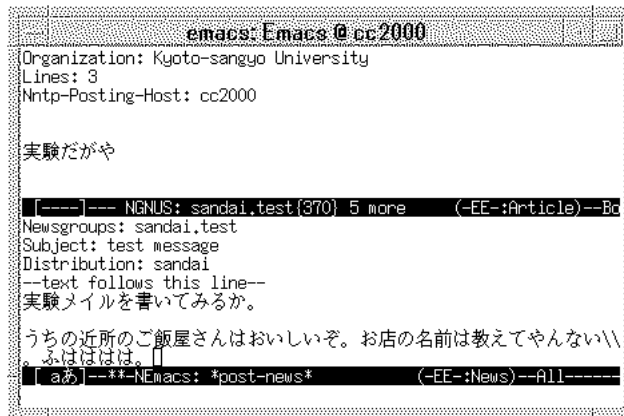 emacs: Emacs @ cc2000
Organization: Kyoto-sangyo University
Lines: 3
Nntp-Posting-Host: cc2000
実験だがや
[----]--- NGNUS: sandai.test{370} 5 more (-EE-:Article)--Bo
Newsgroups: sandai.test
Subject: test message
Distribution: sandai
--text follows this line--
実験メイルを書いてみるか。
うちの近所のご飯屋さんはおいしいぞ。お店の名前は教えてやんない\\
。ふはははは。
[ aあ]--**-NEmacs: *post-news* (-EE-:News)--All------